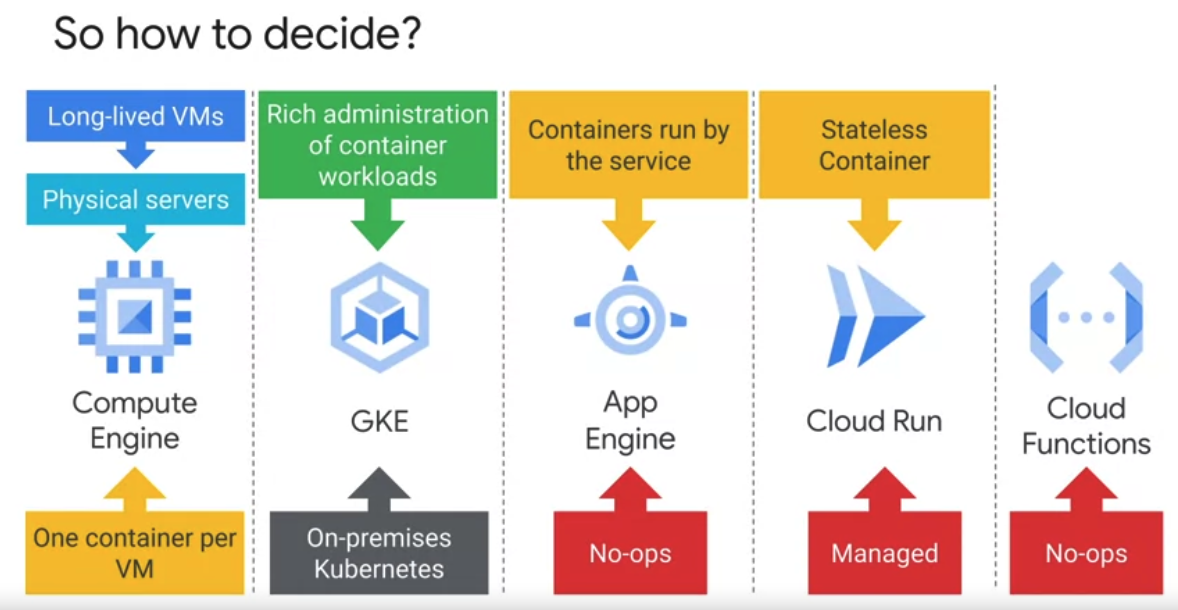 So how to decide?
Long-lived VMs
Physical servers
Compute
Engine
One container per
VM
Rich administration
of container
workloads
GKE
On-premises
Kubernetes
Containers run by
the service
App
Engine
No-ops
Stateless
Container
Cloud Run
Managed
Cloud
Functions
No-ops